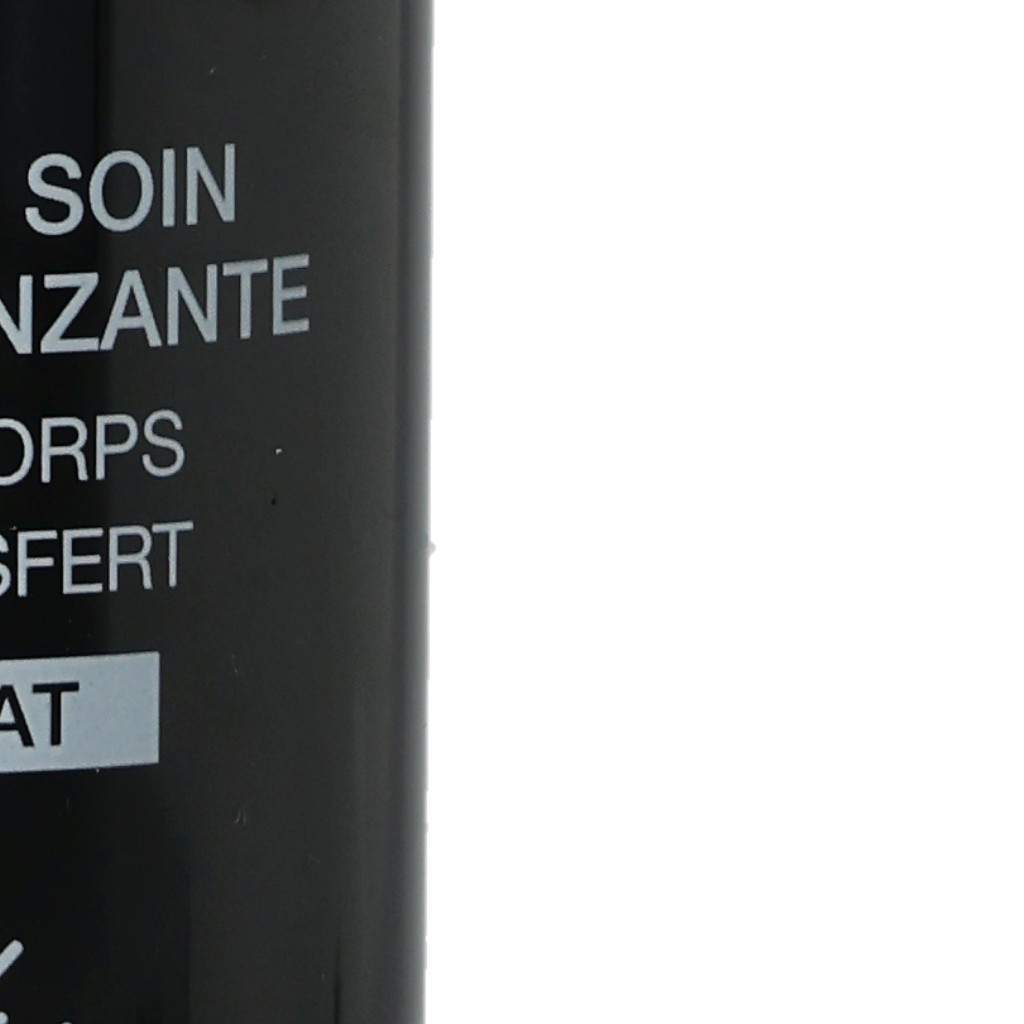 SOIN
NZANTE
ORPS
SFERT
AT